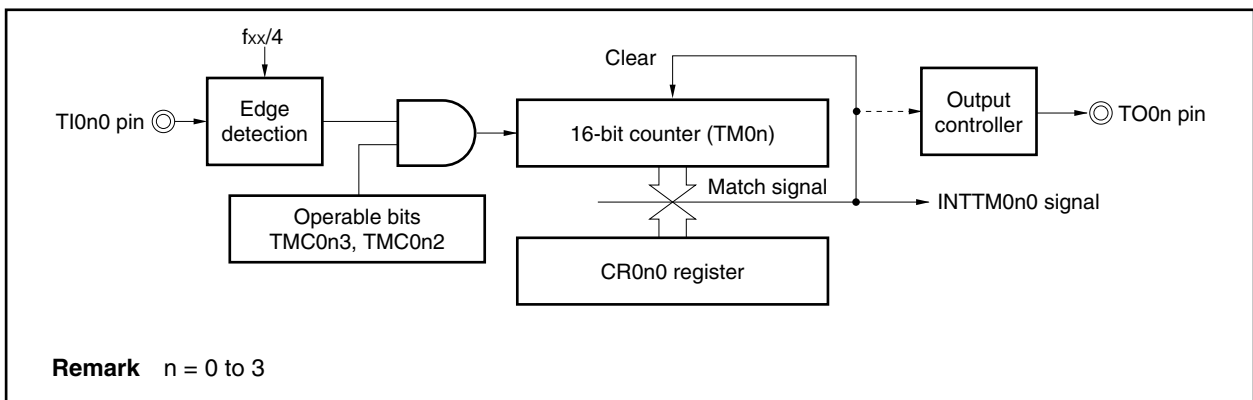 fxx/4
Clear
TI0n0 pin
Edge
detection
16-bit counter (TM0n)
Output
controller
TO0n pin
Match signal
INTTM0n0 signal
Operable bits
TMC0n3, TMC0n2
CR0n0 register
Remark n = 0 to 3